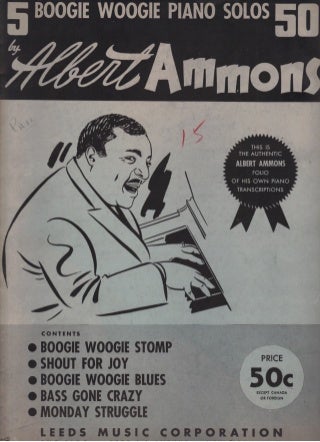 5 BOOGIE WOOGIE PIANO SOLOS 50
by Albert Ammons
15
THIS IS
THE AUTHENTIC
ALBERT AMMONS
FOLIO
OF HIS OWN PIANO
TRANSCRIPTIONS
CONTENTS
● BOOGIE WOOGIE STOMP
● SHOUT FOR JOY
● BOOGIE WOOGIE BLUES
● BASS GONE CRAZY
● MONDAY STRUGGLE
PRICE
50c
EXCEPT CANADA
OR FOREIGN
LEEDS MUSIC CORPORATION